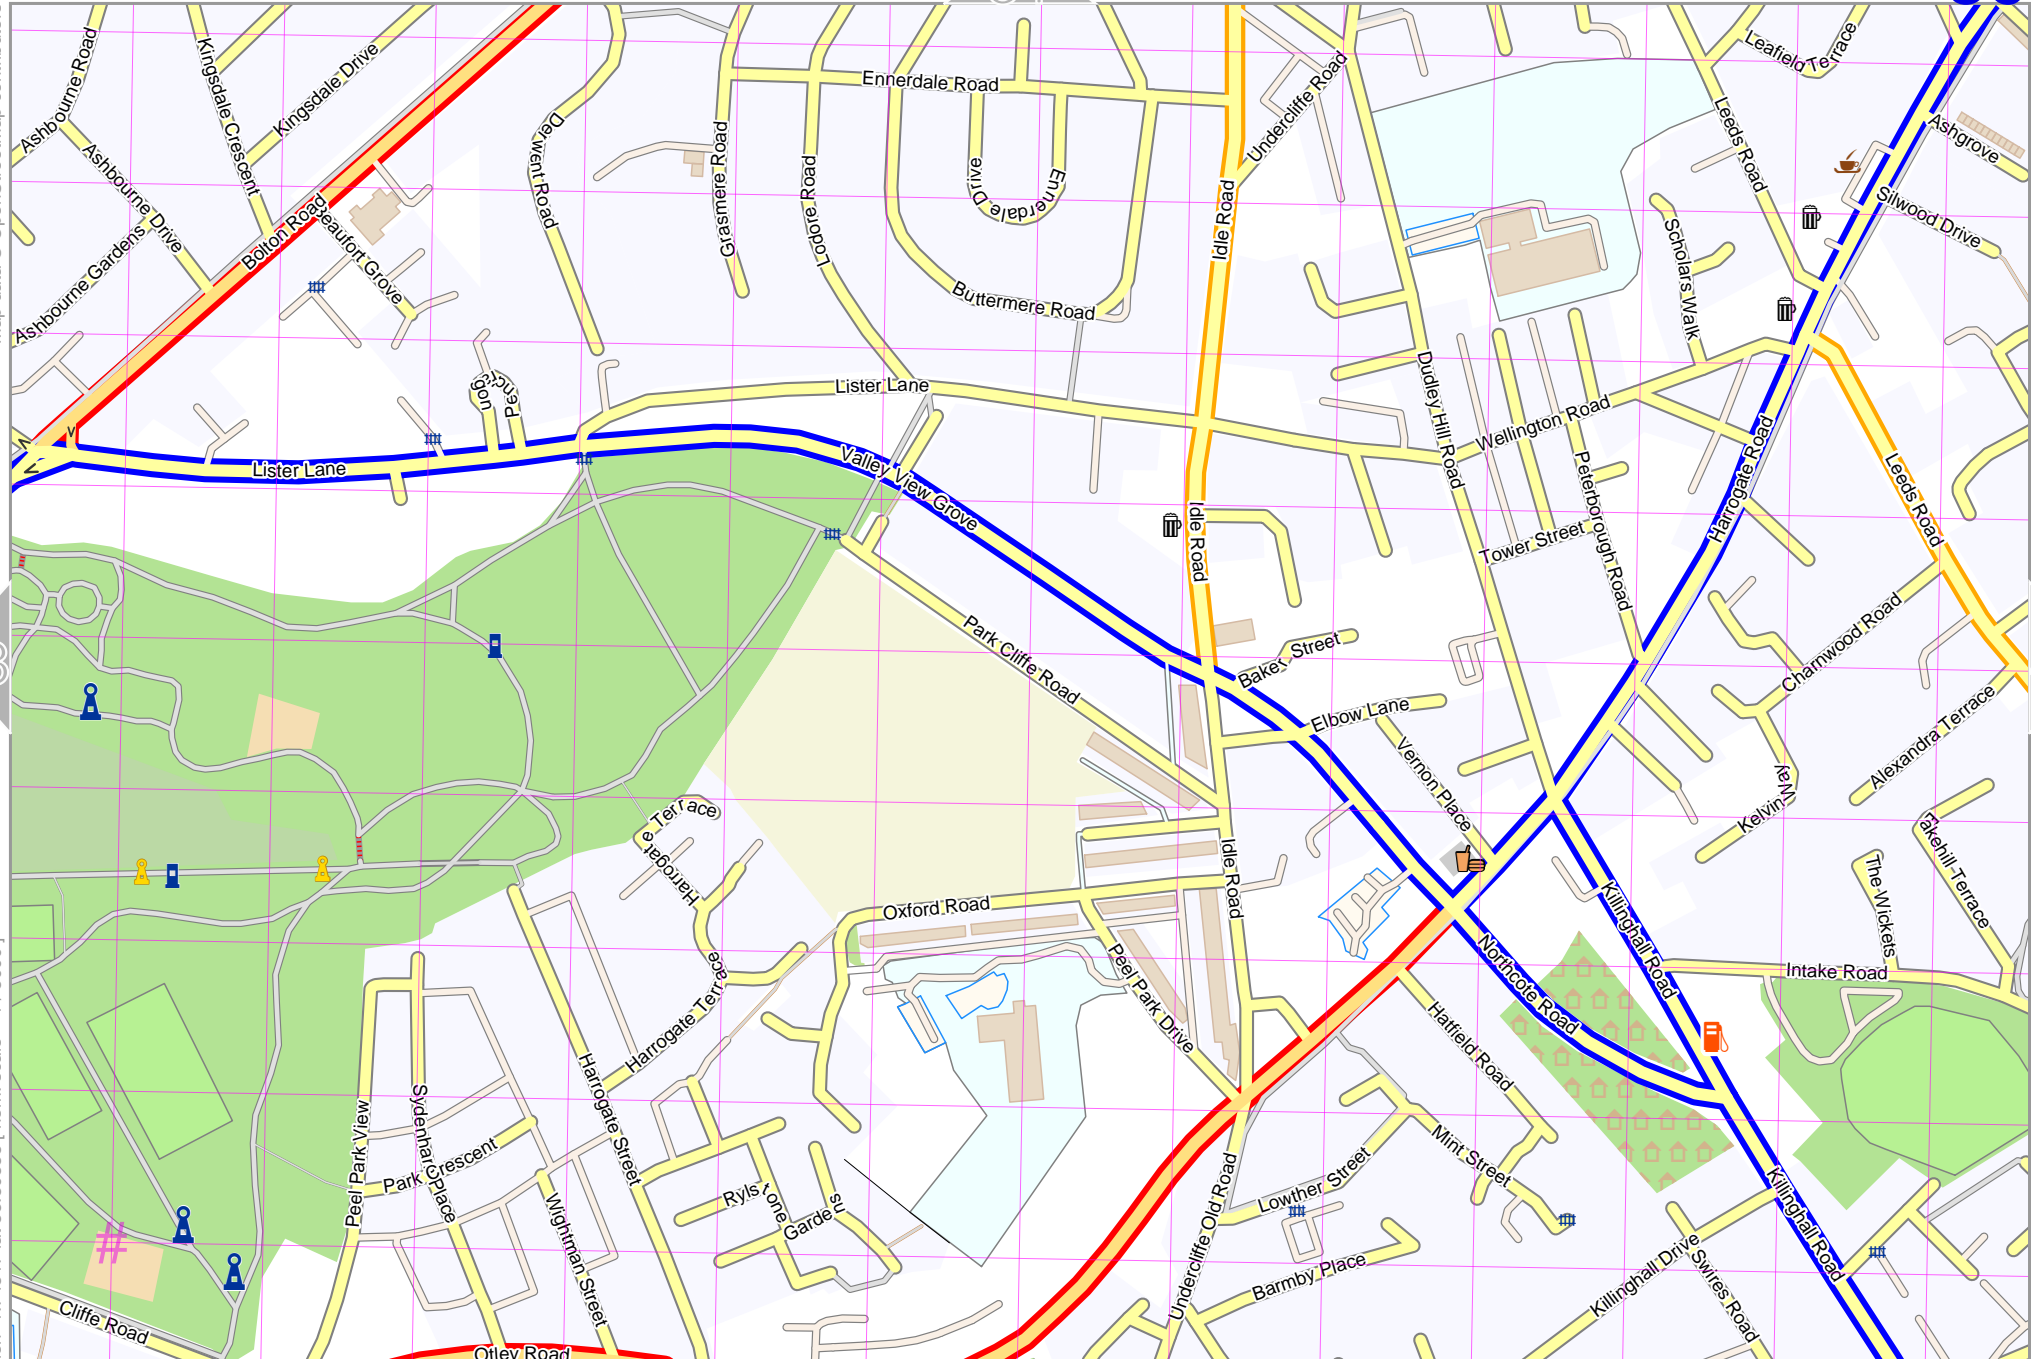 Ashbourne Road
Kingsdale Crescent
Kingsdale Drive
Ennerdale Road
Undercliffe Road
Leafield Terrace
Leeds Road
Ashgrove
Ashbourne Drive
Derwent Road
Grasmere Road
Lodore Road
Ennerdale Drive
Idle Road
Silwood Drive
Scholars Walk
Ashbourne Gardens
Bolton Road
Beaufort Grove
Buttermere Road
Dudley Hill Road
Lister Lane
Wellington Road
Lister Lane
Valley View Grove
Peterborough Road
Harrogate Road
Leeds Road
Idle Road
Tower Street
Park Cliffe Road
Baker Street
Charnwood Road
Elbow Lane
Vernon Place
Alexandra Terrace
Kelvin Way
Harrogate Terrace
Idle Road
The Wickets
Oxford Road
Killinghall Road
Northcote Road
Intake Road
Peel Park Drive
Harrogate Terrace
Hatfield Road
Harrogate Street
Sydenham Place
Peel Park View
Park Crescent
Mint Street
Lowther Street
Wightman Street
Undercliffe Old Road
Barmby Place
Killinghall Road
Killinghall Drive
Swires Road
Cliffe Road
Otley Road